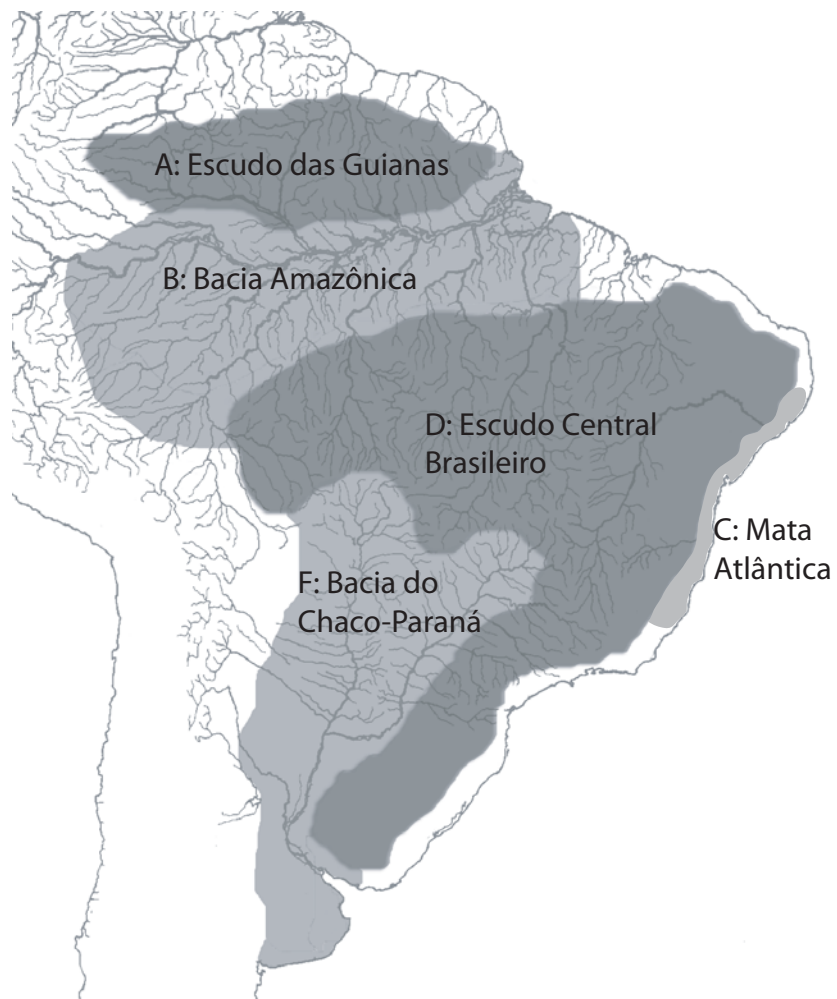 A: Escudo das Guianas
B: Bacia Amazônica
D: Escudo Central
Brasileiro
C: Mata
Atlântica
F: Bacia do
Chaco-Paraná